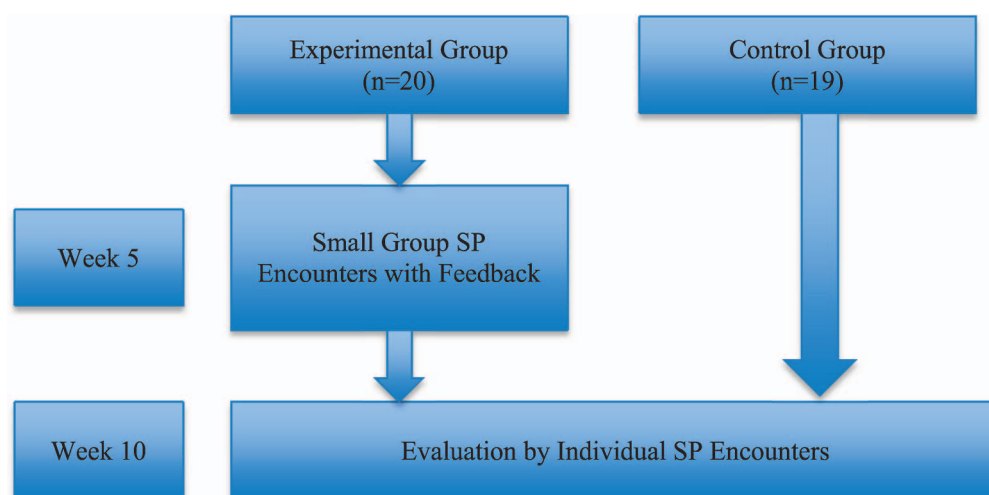 Experimental Group
(n=20)
Control Group
(n=19)
Week 5
Small Group SP
Encounters with Feedback
Week 10
Evaluation by Individual SP Encounters